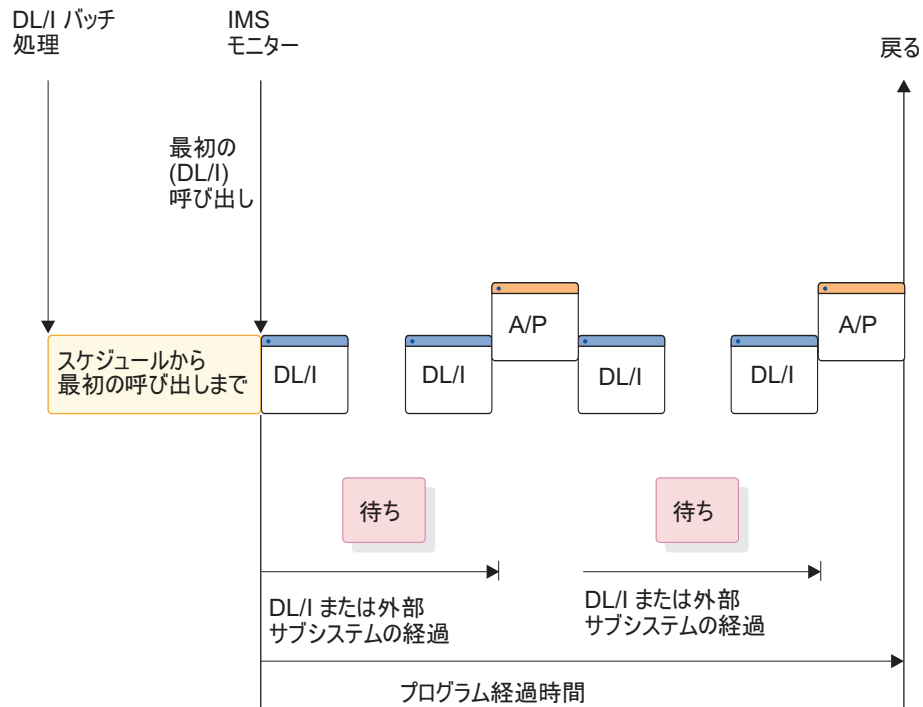 DL/I バッチ
処理
IMS
モニター
戻る
最初の
(DL/I)
呼び出し
A/P
A/P
スケジュールから
最初の呼び出しまで
DL/I
DL/I
DL/I
DL/I
待ち
待ち
DL/I または外部
サブシステムの経過
DL/I または外部
サブシステムの経過
プログラム経過時間